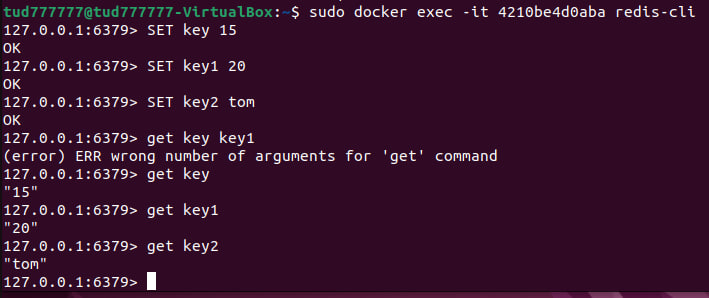 tud777777@tud777777-VirtualBox:~$ sudo docker exec -it 4210be4d0aba redis-cli
127.0.0.1:6379> SET key 15
OK
127.0.0.1:6379> SET key1 20
OK
127.0.0.1:6379> SET key2 tom
OK
127.0.0.1:6379> get key key1
(error) ERR wrong number of arguments for 'get' command
127.0.0.1:6379> get key
"15"
127.0.0.1:6379> get key1
"20"
127.0.0.1:6379> get key2
"tom"
127.0.0.1:6379>